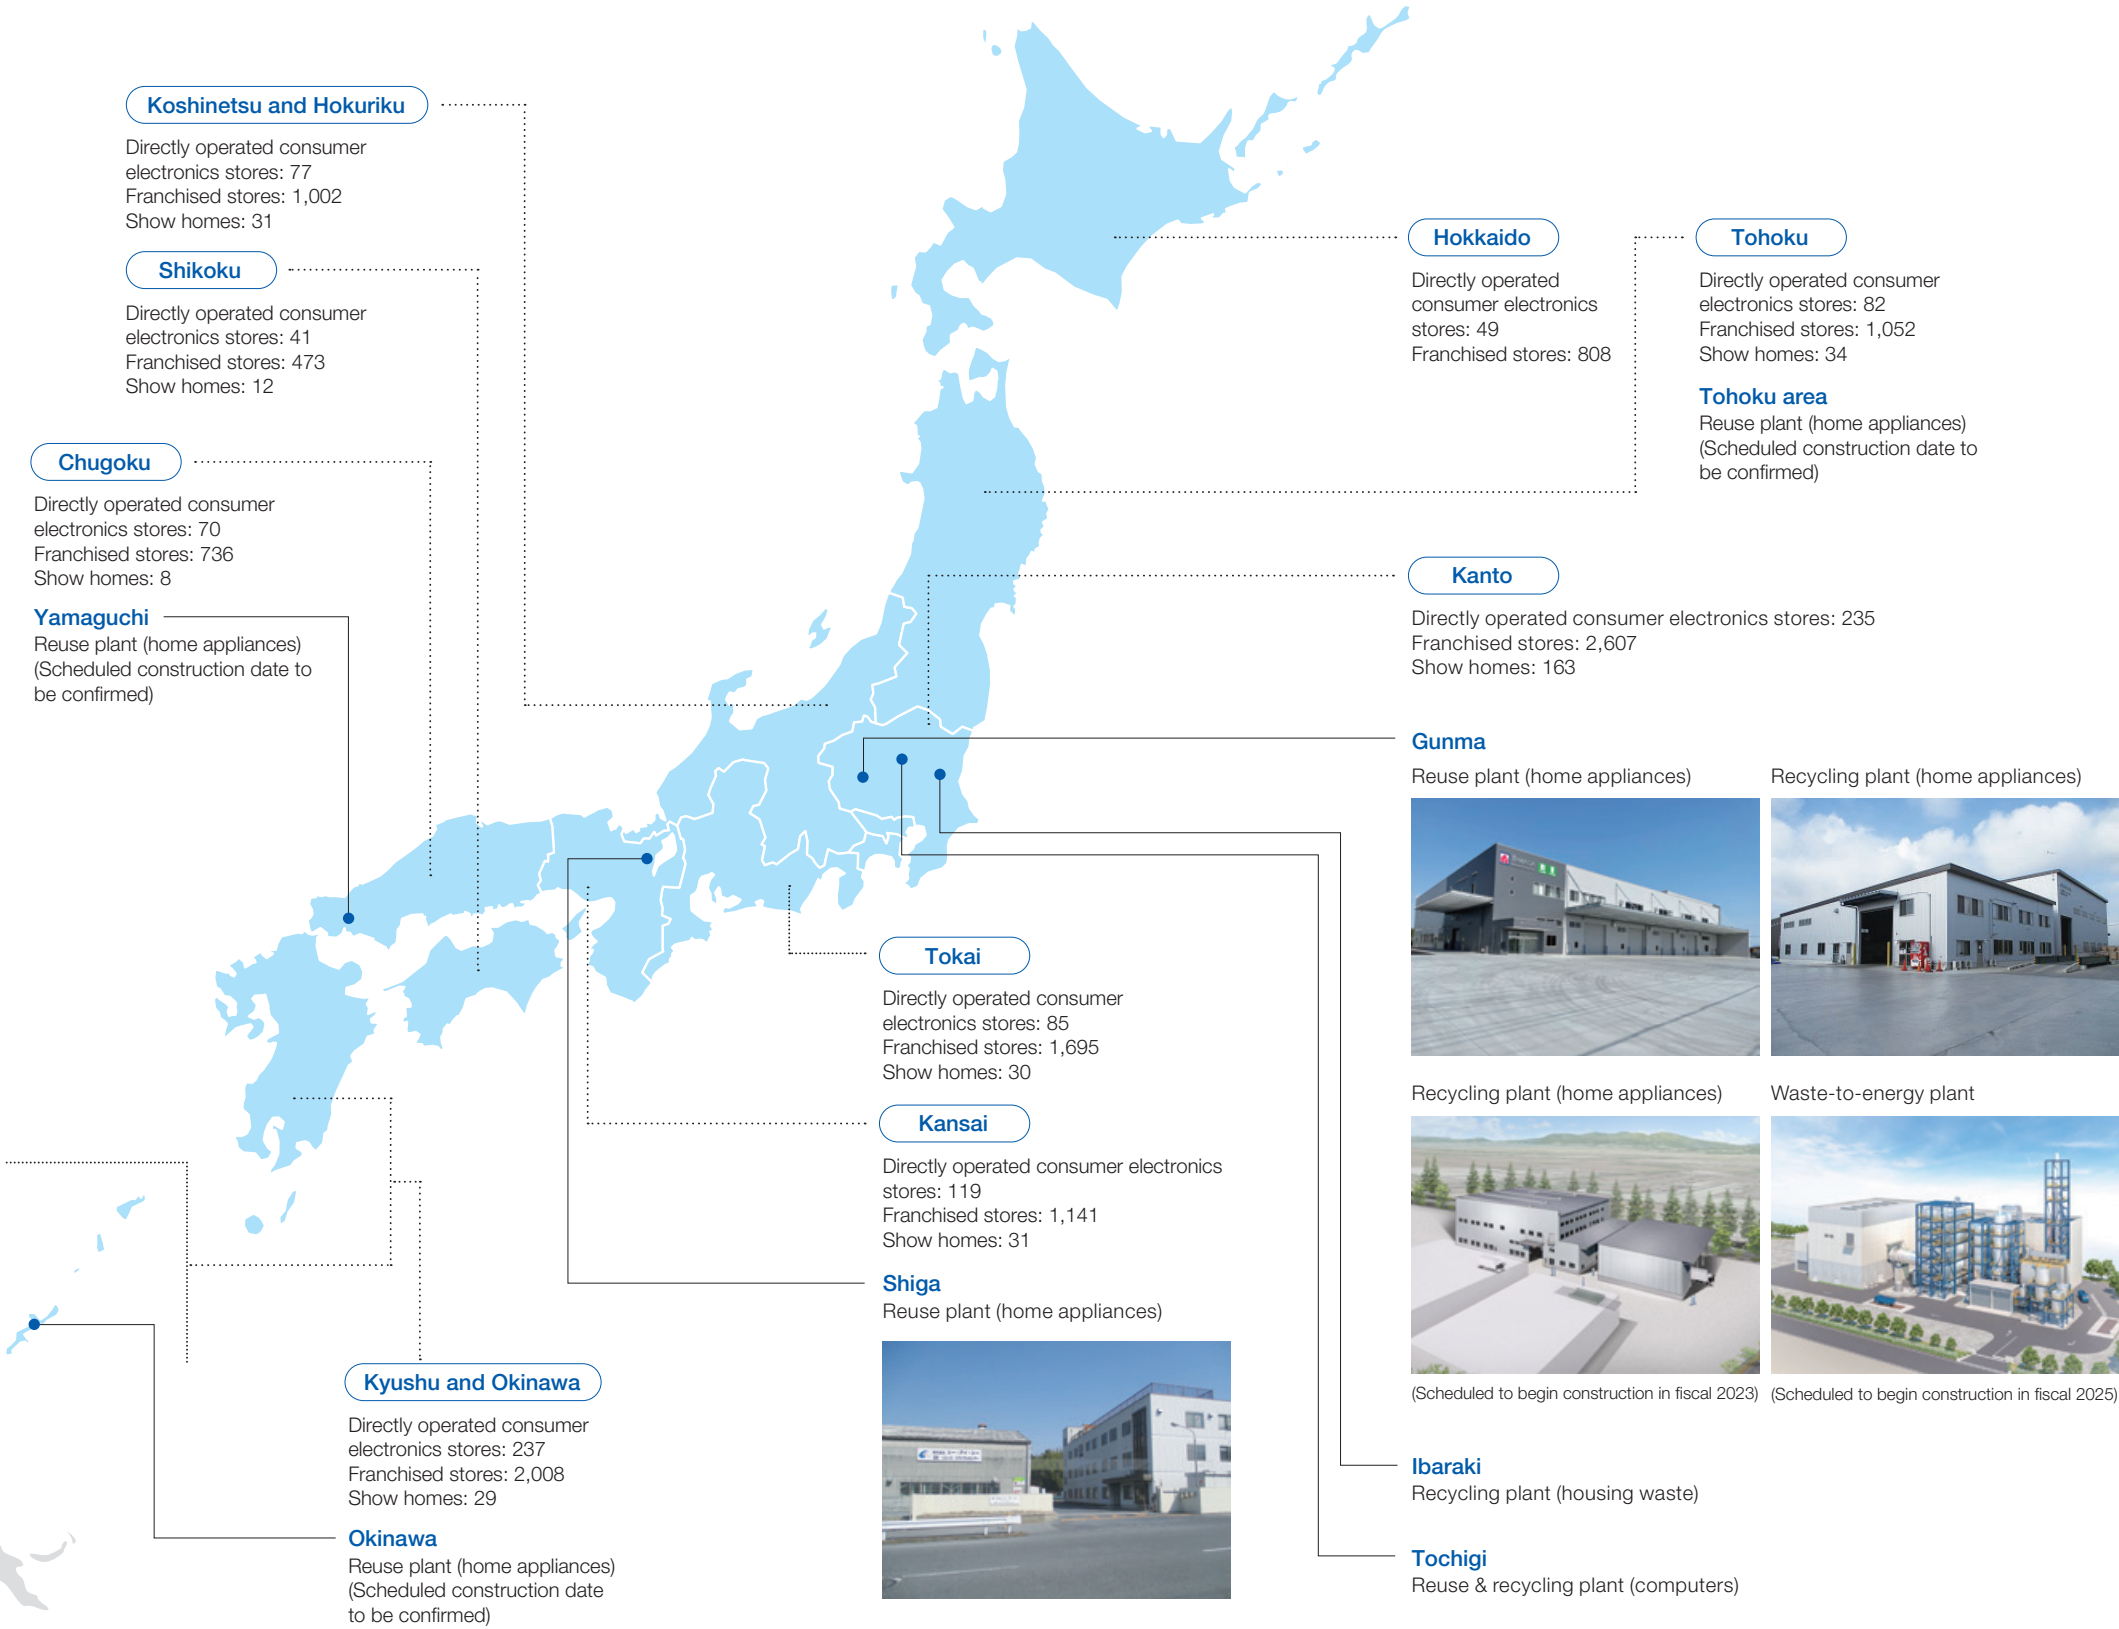 Koshinetsu and Hokuriku
Directly operated consumer
electronics stores: 77
Franchised stores: 1,002
Show homes: 31
Shikoku
Directly operated consumer
electronics stores: 41
Franchised stores: 473
Show homes: 12
Chugoku
Directly operated consumer
electronics stores: 70
Franchised stores: 736
Show homes: 8
Yamaguchi
Reuse plant (home appliances)
(Scheduled construction date to
be confirmed)
Hokkaido
Directly operated
consumer electronics
stores: 49
Franchised stores: 808
Tohoku
Directly operated consumer
electronics stores: 82
Franchised stores: 1,052
Show homes: 34
Tohoku area
Reuse plant (home appliances)
(Scheduled construction date to
be confirmed)
Kanto
Directly operated consumer electronics stores: 235
Franchised stores: 2,607
Show homes: 163
Gunma
Reuse plant (home appliances)
Recycling plant (home appliances)
Recycling plant (home appliances)
Waste-to-energy plant
(Scheduled to begin construction in fiscal 2023)
(Scheduled to begin construction in fiscal 2025)
Ibaraki
Recycling plant (housing waste)
Tochigi
Reuse & recycling plant (computers)
Tokai
Directly operated consumer
electronics stores: 85
Franchised stores: 1,695
Show homes: 30
Kansai
Directly operated consumer electronics
stores: 119
Franchised stores: 1,141
Show homes: 31
Shiga
Reuse plant (home appliances)
Kyushu and Okinawa
Directly operated consumer
electronics stores: 237
Franchised stores: 2,008
Show homes: 29
Okinawa
Reuse plant (home appliances)
(Scheduled construction date
to be confirmed)